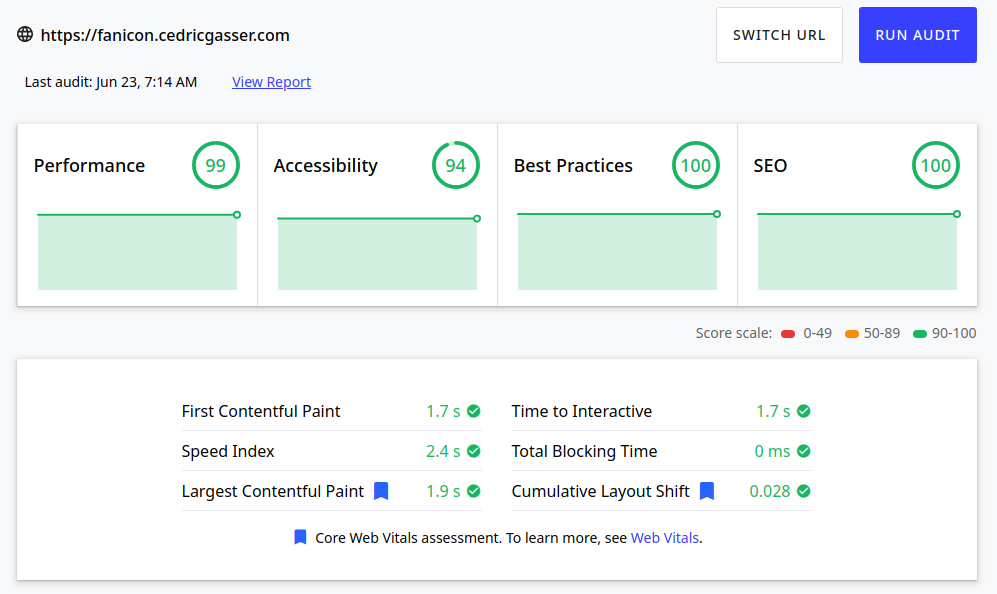 https://fanicon.cedricgasser.com
SWITCH URL
RUN AUDIT
Last audit: Jun 23, 7:14 AM
View Report
Performance
99
Accessibility
94
Best Practices
100
SEO
100
Score scale: 0-49 50-89 90-100
First Contentful Paint 1.7 s
Time to Interactive 1.7 s
Speed Index 2.4 s
Total Blocking Time 0 ms
Largest Contentful Paint 1.9 s
Cumulative Layout Shift 0.028
Core Web Vitals assessment. To learn more, see Web Vitals.